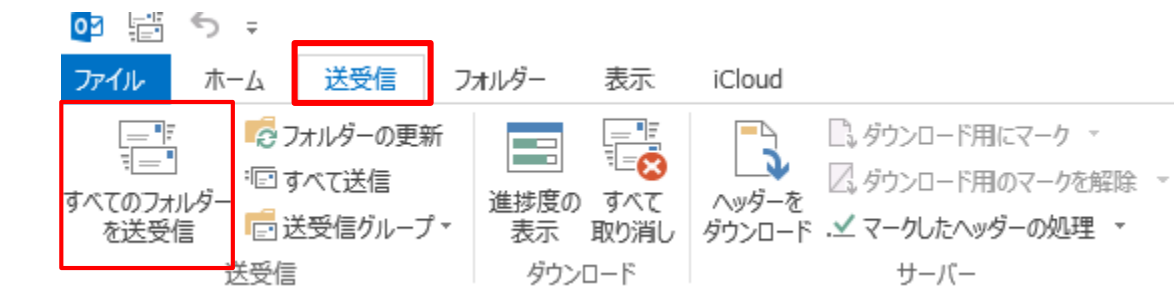 ファイル ホーム 送受信 フォルダー 表示 iCloud
すべてのフォルダー
を送受信
フォルダーの更新
すべて送信
送受信グループ
送受信
進捗度の
表示
すべて
取り消し
ダウンロード
ヘッダーを
ダウンロード
ダウンロード用にマーク
ダウンロード用のマークを解除
マークしたヘッダーの処理
サーバー